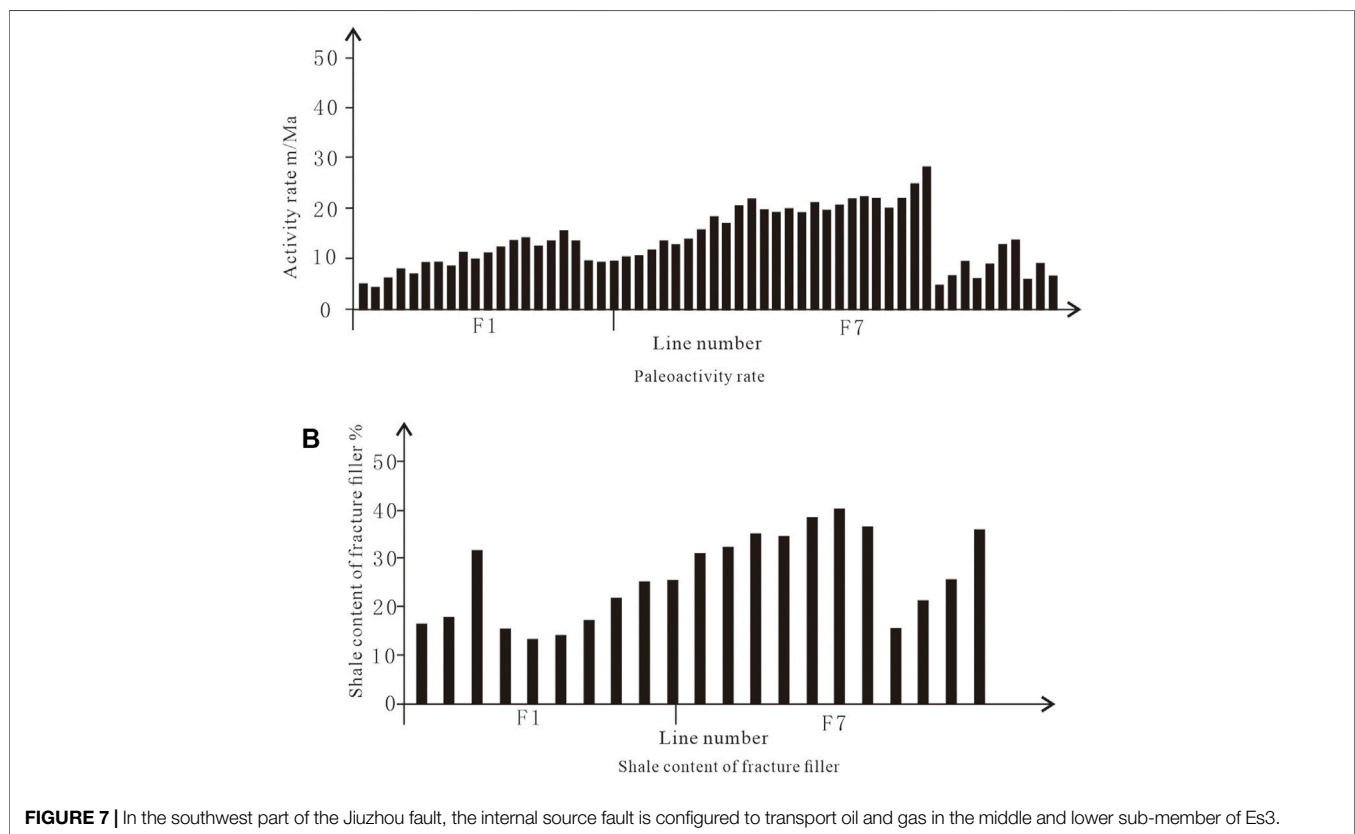 Activity rate m/Ma
50
40
30
20
10
0
F1
F7
Line number
Paleoactivity rate
B
Shale content of fracture filler %
50
40
30
20
10
0
F1
F7
Line number
Shale content of fracture filler
FIGURE 7 | In the southwest part of the Jiuzhou fault, the internal source fault is configured to transport oil and gas in the middle and lower sub-member of Es3.